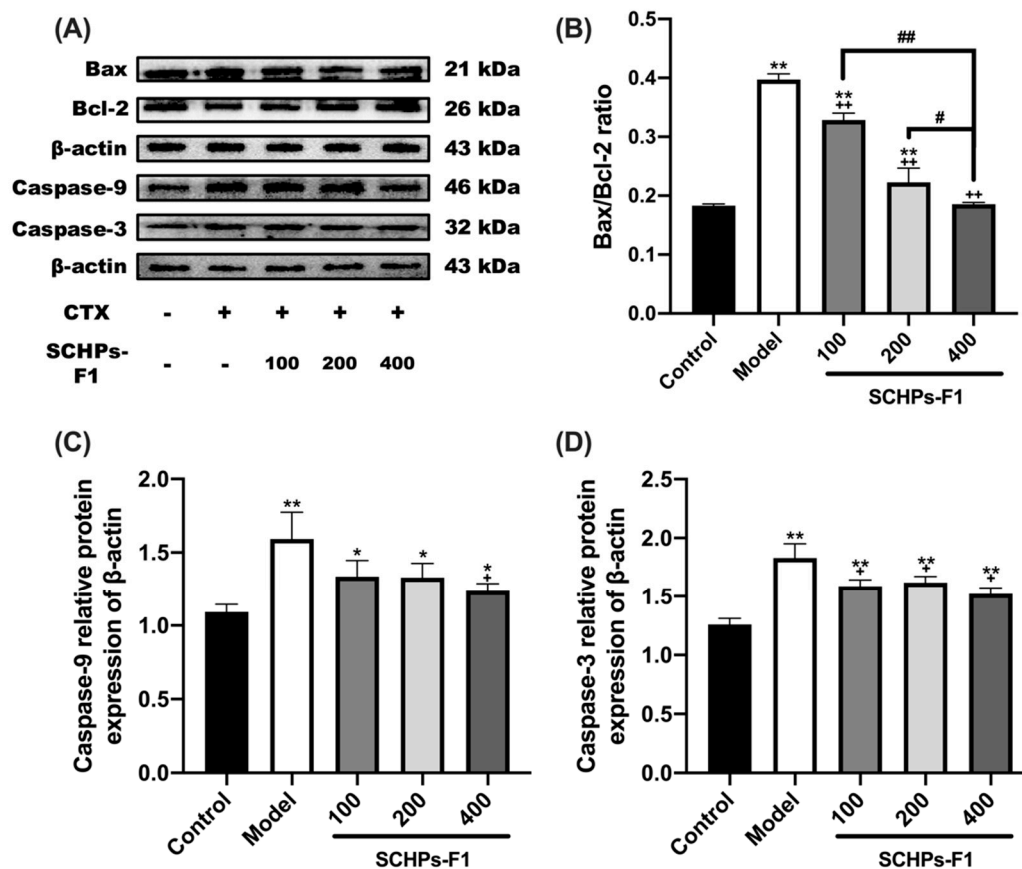 (A)
Bax 21 kDa
Bcl-2 26 kDa
β-actin 43 kDa
Caspase-9 46 kDa
Caspase-3 32 kDa
β-actin 43 kDa
CTX - + + + +
SCHPs-
F1 - - 100 200 400
(B)
Bax/Bcl-2 ratio
0.5
0.4
0.3
0.2
0.1
0.0
**
**
++
**
++
++
##
#
Control Model 100 200 400
SCHPs-F1
(C)
Caspase-9 relative protein
expression of β-actin
2.0
1.5
1.0
0.5
0.0
**
*
*
*
+
Control Model 100 200 400
SCHPs-F1
(D)
Caspase-3 relative protein
expression of β-actin
2.5
2.0
1.5
1.0
0.5
0.0
**
**
+
**
+
**
+
Control Model 100 200 400
SCHPs-F1